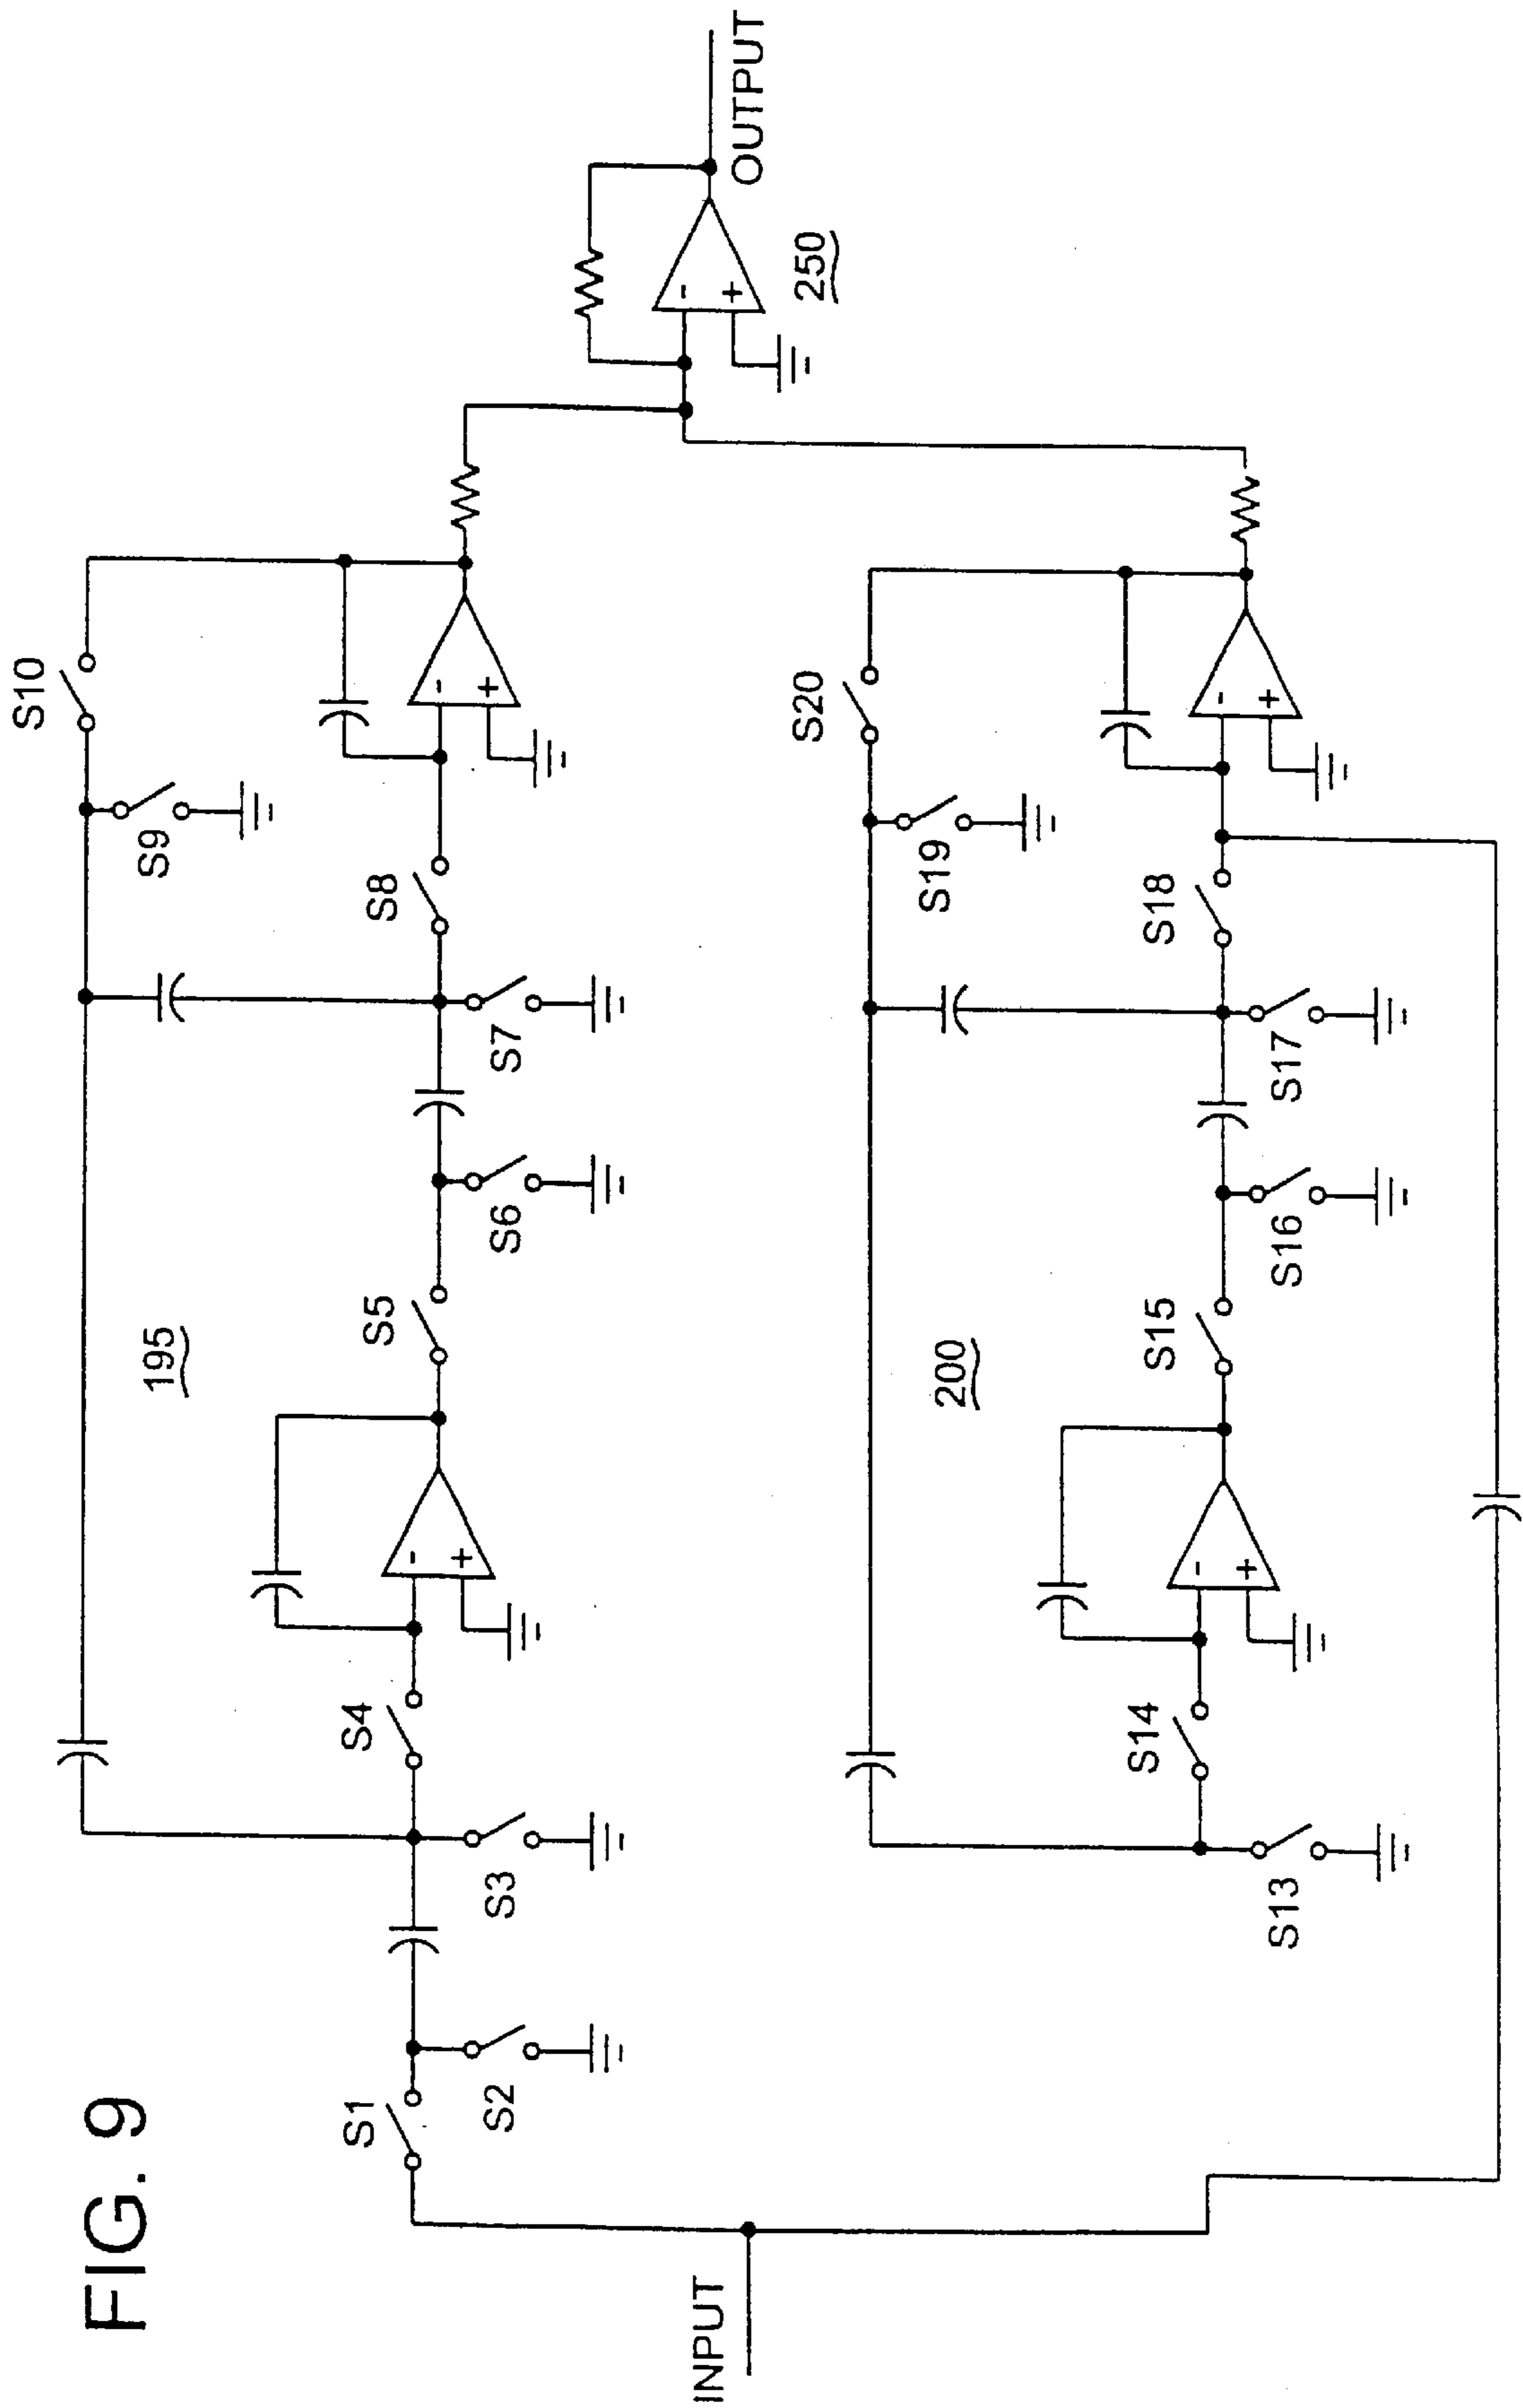 FIG. 9
INPUT
S1
S2
S3
S4
195
S5
S6
S7
S8
S9
S10
-
+
-
+
S13
S14
200
S15
S16
S17
S18
S19
S20
-
+
-
+
-
+
250
OUTPUT